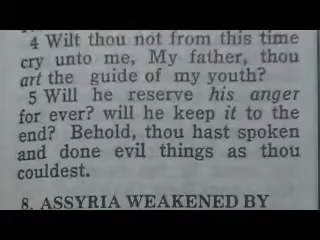 4 Wilt thou not from this time
cry unto me, My father, thou
art the guide of my youth?
5 Will he reserve his anger
for ever? will he keep it to the
end? Behold, thou hast spoken
and done evil things as thou
couldest.
8. ASSYRIA WEAKENED BY